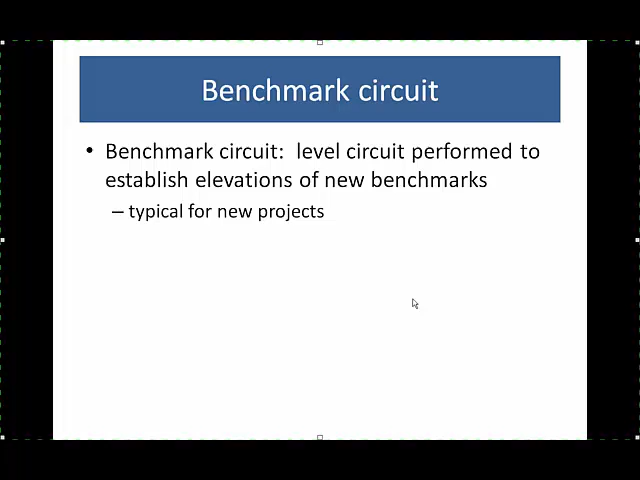 Benchmark circuit
• Benchmark circuit:  level circuit performed to
establish elevations of new benchmarks
– typical for new projects